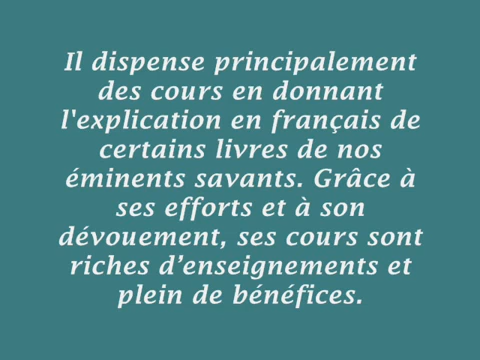 Il dispense principalement
des cours en donnant
l'explication en français de
certains livres de nos
éminents savants. Grâce à
ses efforts et à son
dévouement, ses cours sont
riches d’enseignements et
plein de bénéfices.